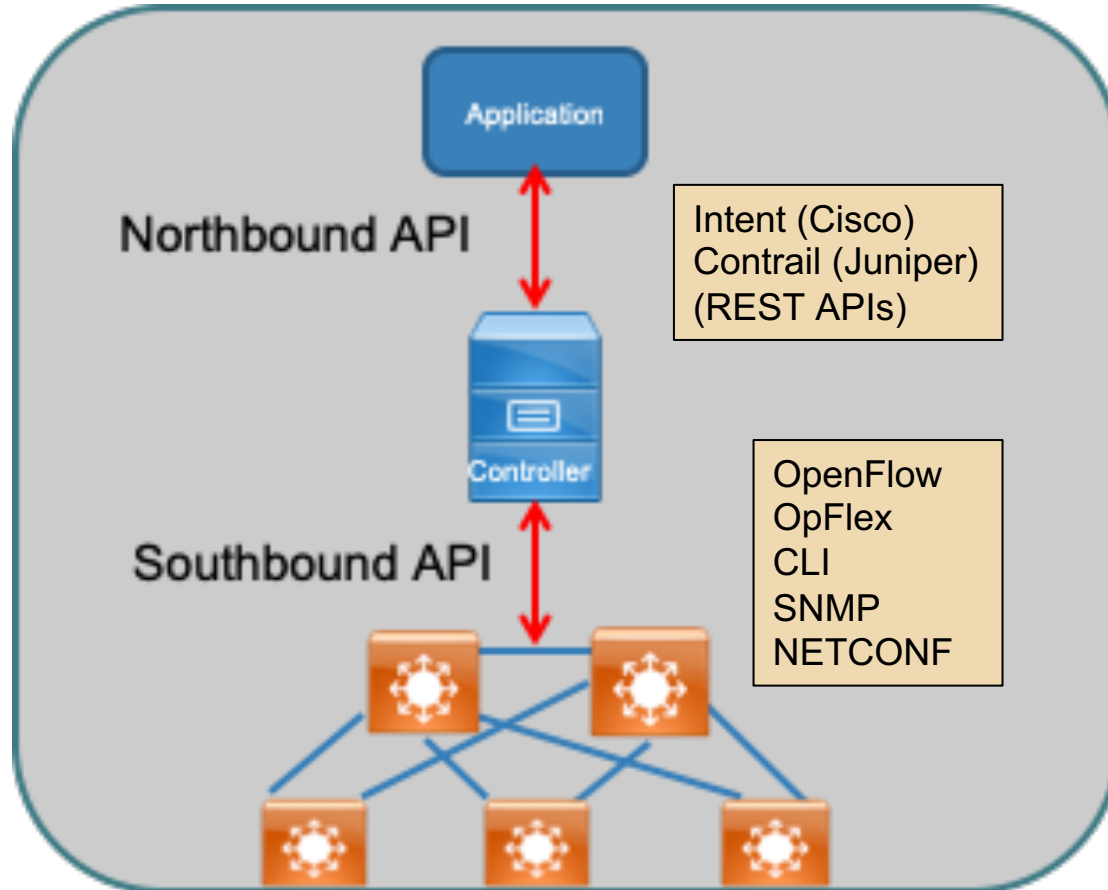 Application
Northbound API
Intent (Cisco)
Contrail (Juniper)
(REST APIs)
Controller
Southbound API
OpenFlow
OpFlex
CLI
SNMP
NETCONF